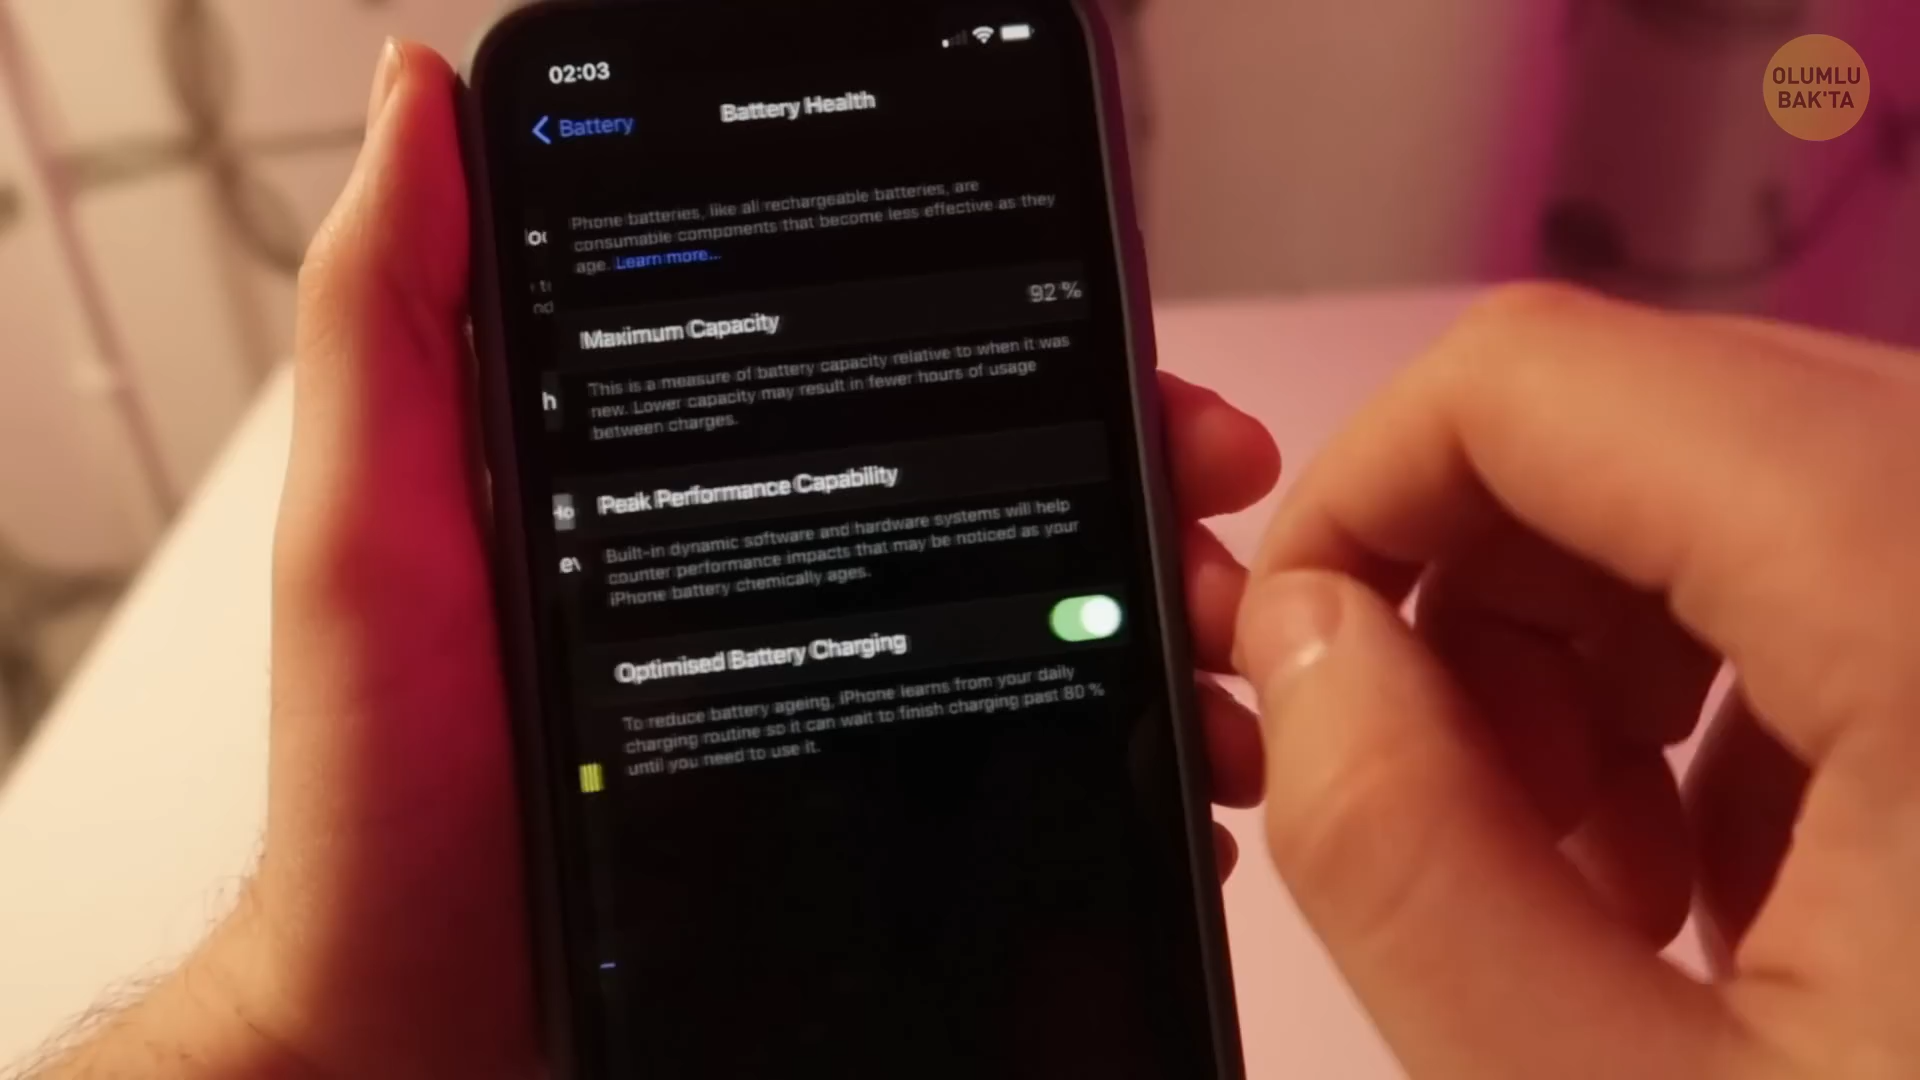 OLUMLU
BAK'TA
02:03
Battery
Battery Health
Phone batteries, like all rechargeable batteries, are
consumable components that become less effective as they
age. Learn more...
Maximum Capacity
92 %
This is a measure of battery capacity relative to when it was
new. Lower capacity may result in fewer hours of usage
between charges.
Peak Performance Capability
Built-in dynamic software and hardware systems will help
counter performance impacts that may be noticed as your
iPhone battery chemically ages.
Optimised Battery Charging
To reduce battery ageing, iPhone learns from your daily
charging routine so it can wait to finish charging past 80 %
until you need to use it.